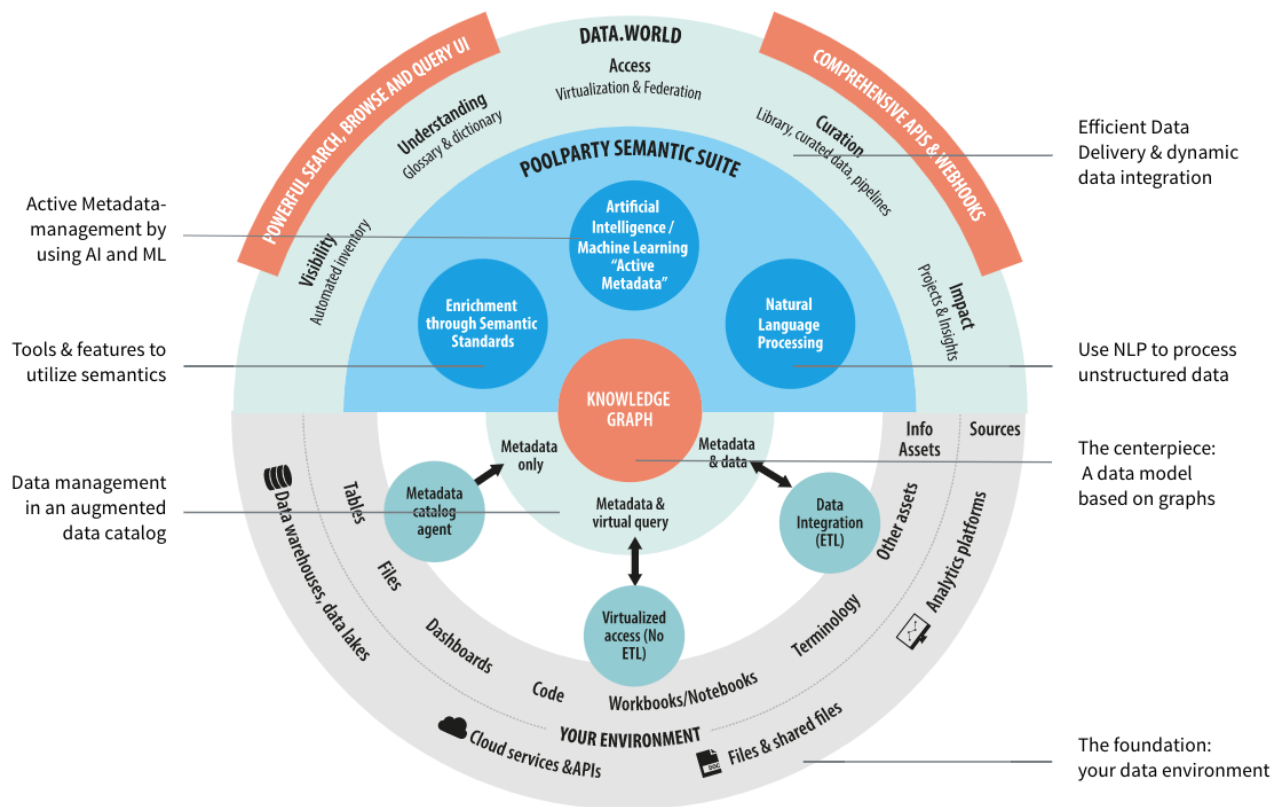 DATA.WORLD
Access
Virtualization & Federation
POWERFUL SEARCH, BROWSE AND QUERY UI
COMPREHENSIVE APIS & WEBHOOKS
Understanding
Glossary & dictionary
Curation
Library, curated data, pipelines
Visibility
Automated inventory
Impact
Projects & Insights
POOLPARTY SEMANTIC SUITE
Artificial
Intelligence /
Machine Learning
“Active
Metadata”
Enrichment
through Semantic
Standards
Natural
Language
Processing
KNOWLEDGE
GRAPH
Metadata
only
Metadata
& data
Metadata &
virtual query
Metadata
catalog
agent
Data
Integration
(ETL)
Virtualized
access (No
ETL)
Info
Assets
Sources
Tables
Files
Dashboards
Code
Workbooks/Notebooks
Terminology
Other assets
Data warehouses, data lakes
Cloud services &APIs
YOUR ENVIRONMENT
DOC
Files & shared files
Analytics platforms
Active Metadata-
management by
using AI and ML
Tools & features to
utilize semantics
Data management
in an augmented
data catalog
Efficient Data
Delivery & dynamic
data integration
Use NLP to process
unstructured data
The centerpiece:
A data model
based on graphs
The foundation:
your data environment